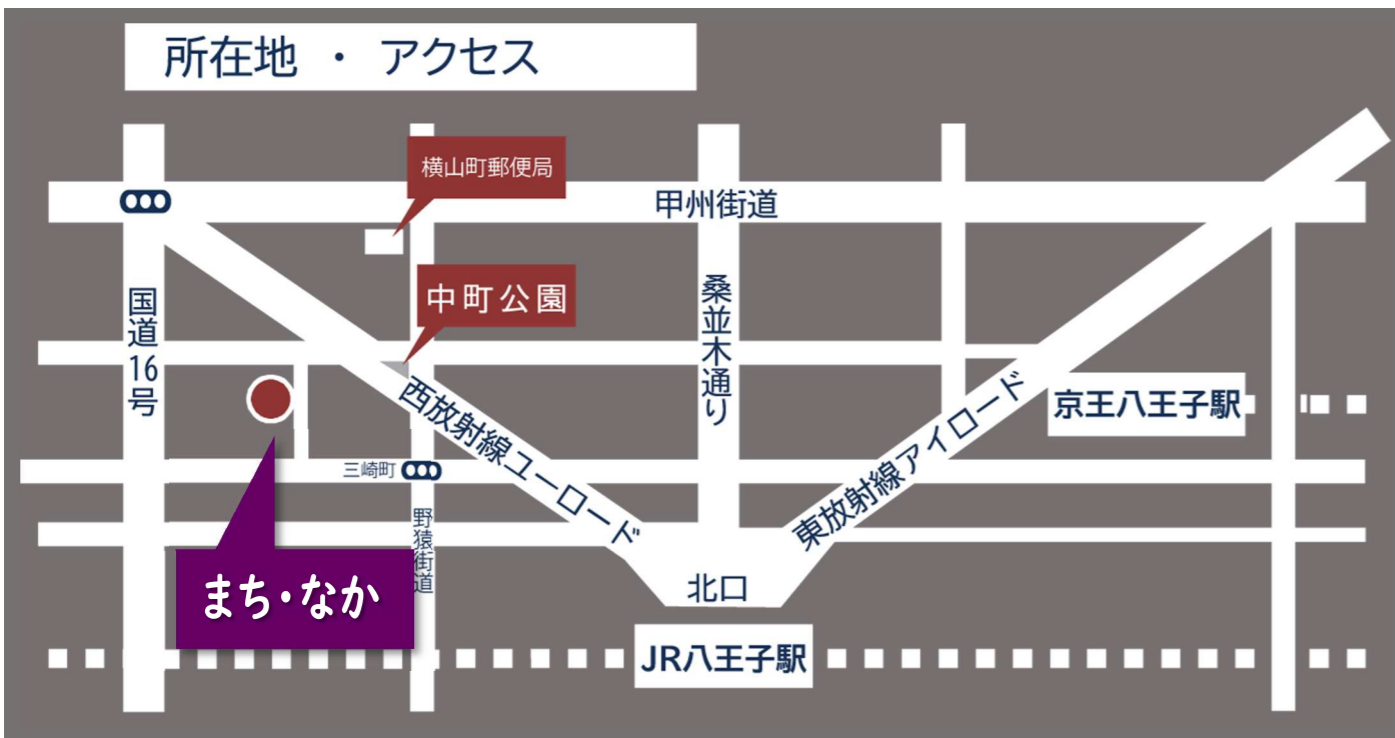 所在地 ・ アクセス
横山町郵便局
甲州街道
中町公園
国道16号
桑並木通り
西放射線ユーロード
京王八王子駅
東放射線アイロード
三崎町
野猿街道
まち・なか
北口
JR八王子駅